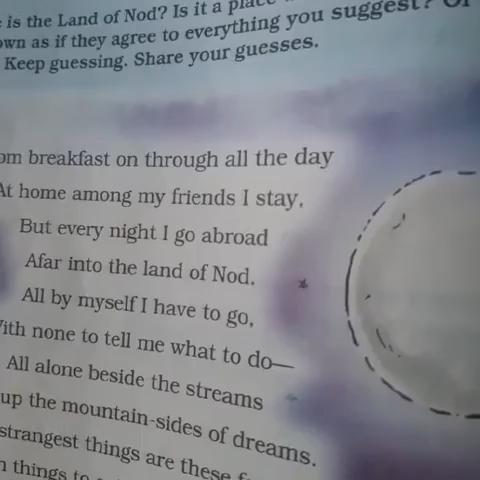 is the Land of Nod? Is it a place
own as if they agree to everything you suggest? Or
Keep guessing. Share your guesses.
om breakfast on through all the day
At home among my friends I stay,
But every night I go abroad
Afar into the land of Nod.
All by myself I have to go,
With none to tell me what to do—
All alone beside the streams
up the mountain-sides of dreams.
strangest things are these f
things to